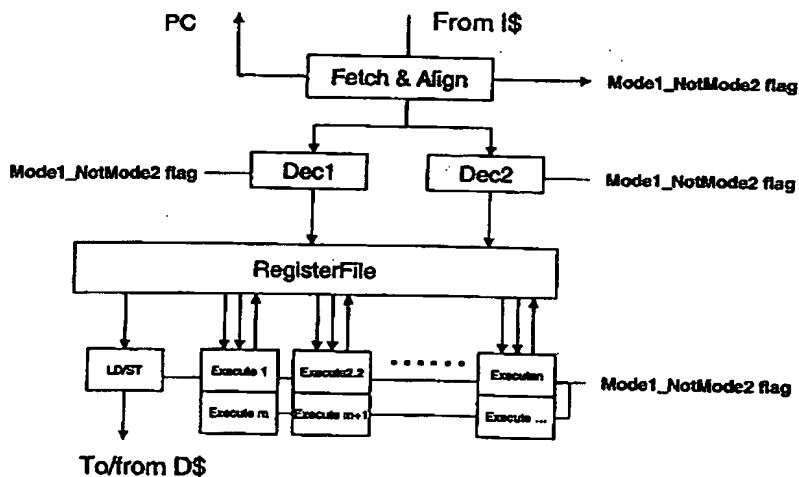 PC
From I$
Fetch & Align
Mode1_NotMode2 flag
Mode1_NotMode2 flag
Dec1
Dec2
Mode1_NotMode2 flag
RegisterFile
LD/ST
Execute 1
Execute2.2
Executen
Mode1_NotMode2 flag
Execute m
Execute m+1
Execute ...
To/from D$